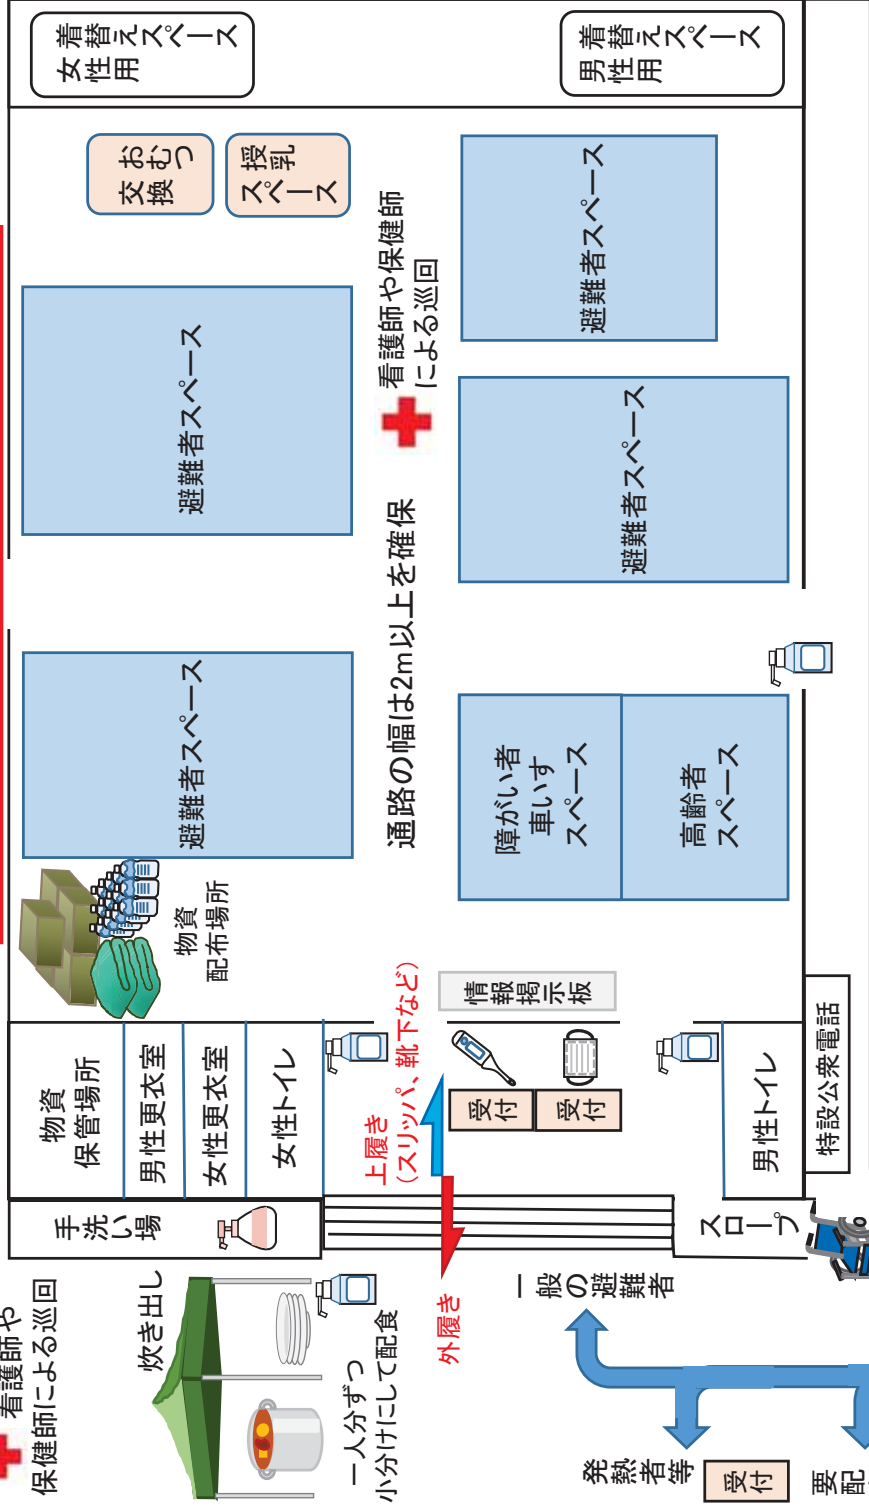 看護師や
保健師による巡回
炊き出し
一人分ずつ
小分けにして配食
外履き
一般の避難者
発熱者等
受付
要配
手洗い場
スロープ
物資
保管場所
男性更衣室
女性更衣室
女性トイレ
上履き
(スリッパ、靴下など)
受付
受付
男性トイレ
特設公衆電話
情報掲示板
物資
配布場所
避難者スペース
通路の幅は2m以上を確保
障がい者
車いす
スペース
高齢者
スペース
避難者スペース
看護師や保健師
による巡回
避難者スペース
避難者スペース
おむつ
交換
授乳
スペース
女性用
着替えスペース
男性用
着替えスペース